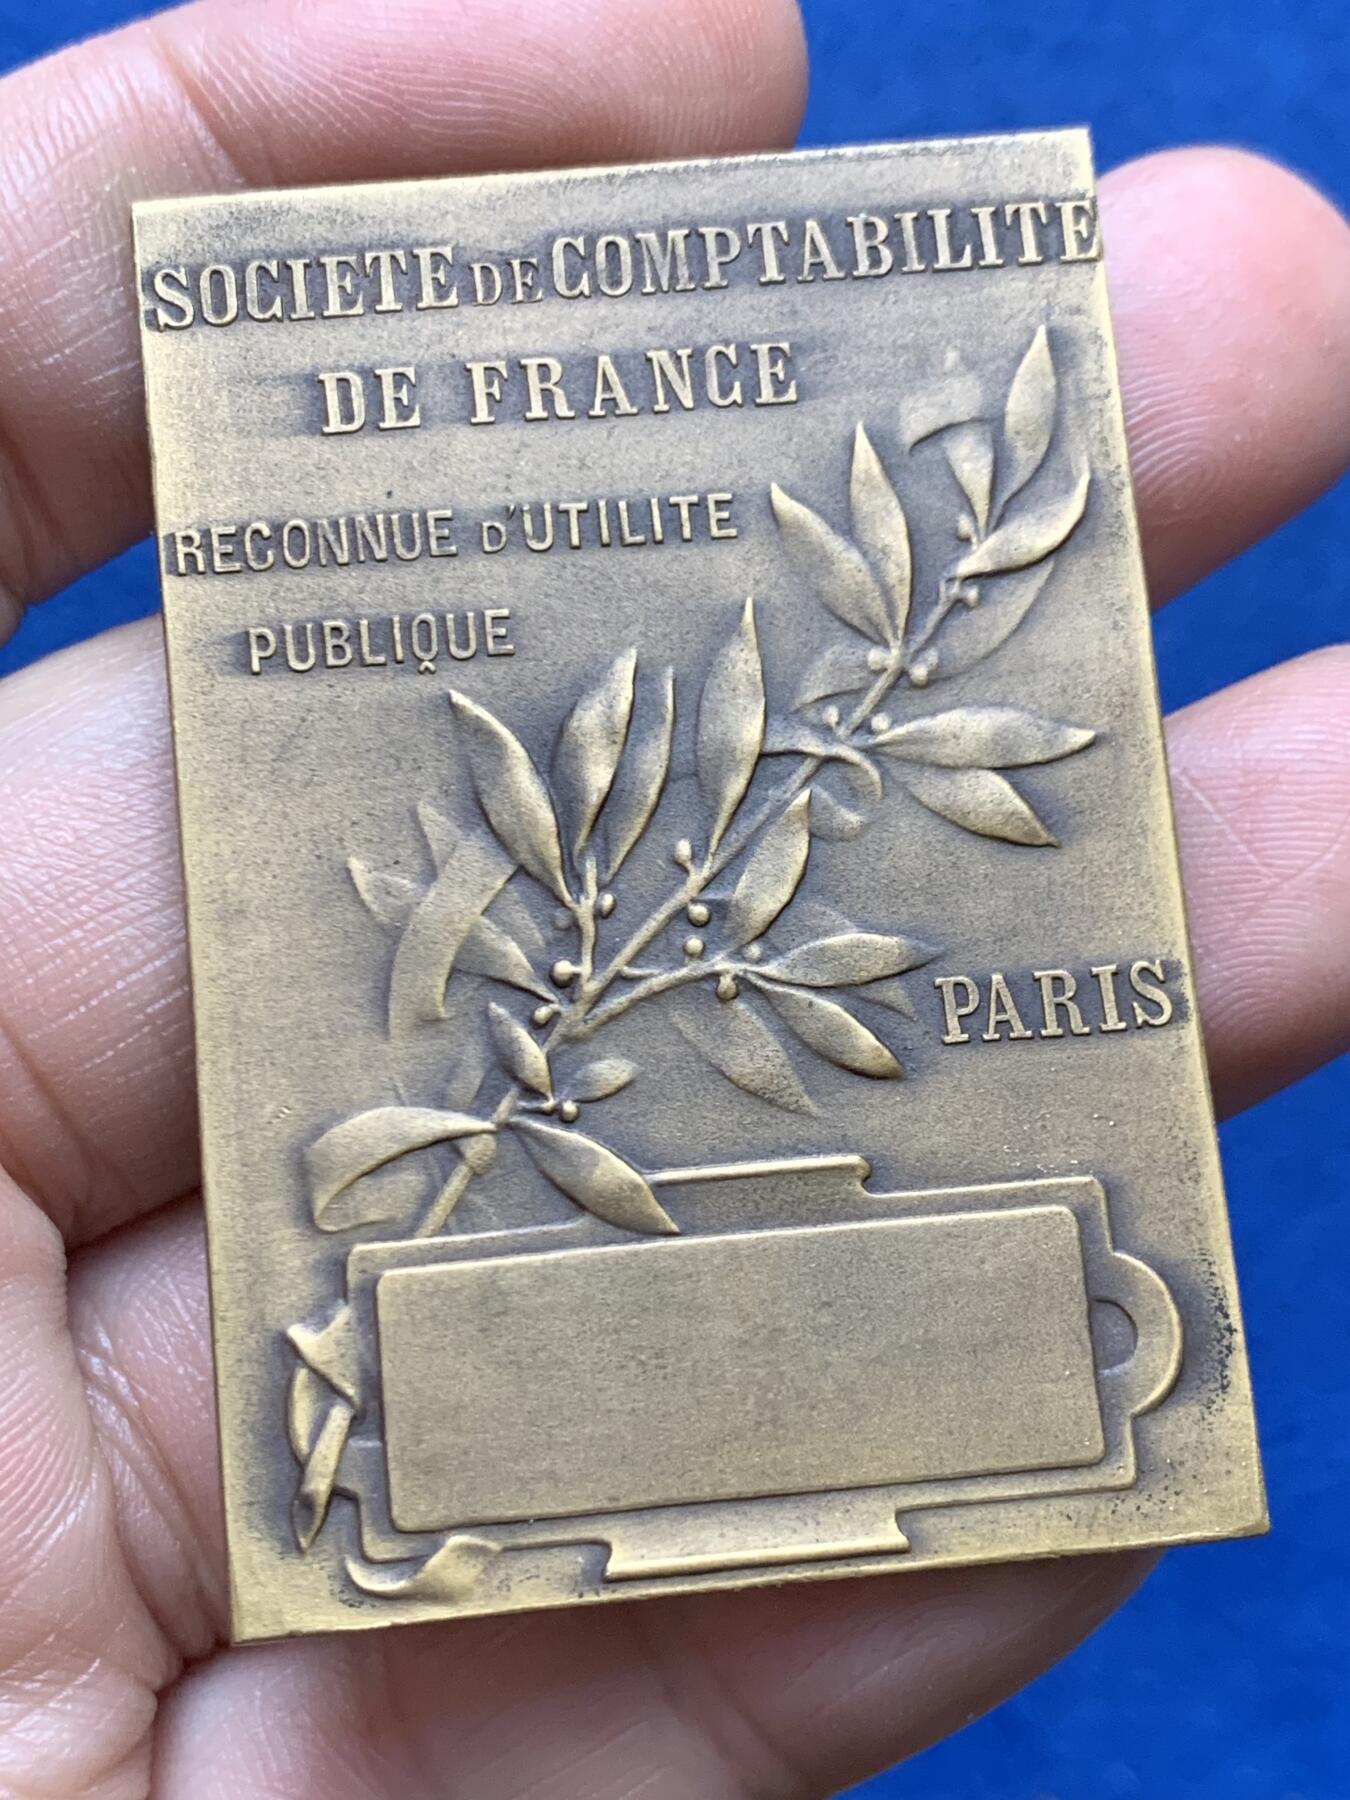 SOCIETE DE COMPTABILITE
DE FRANCE
RECONNUE D'UTILITE
PUBLIQUE
PARIS